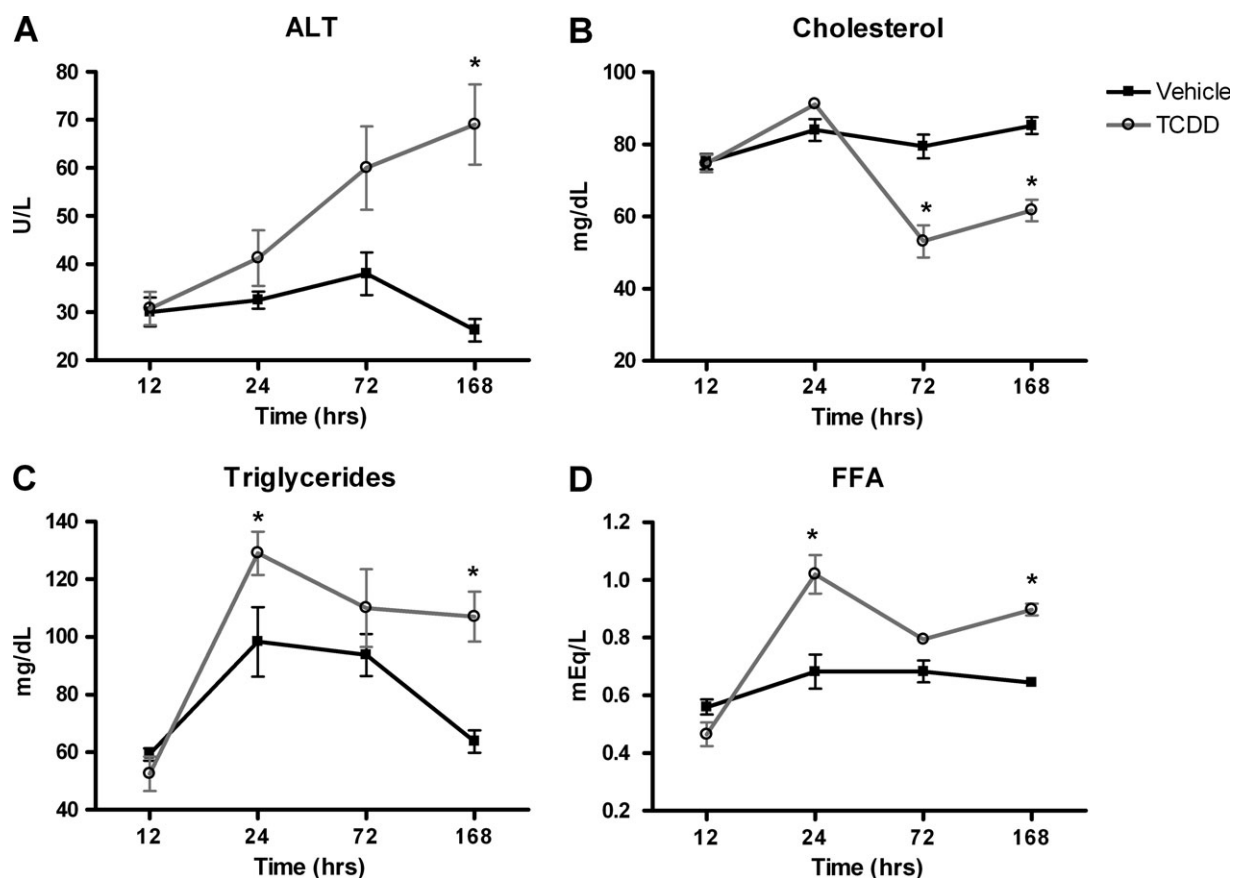 A
ALT
*
80
70
60
50
40
30
20
U/L
12 24 72 168
Time (hrs)
B
Cholesterol
100
80
60
40
20
mg/dL
* *
12 24 72 168
Time (hrs)
Vehicle
TCDD
C
Triglycerides
140
120
100
80
60
40
mg/dL
* *
12 24 72 168
Time (hrs)
D
FFA
1.2
1.0
0.8
0.6
0.4
0.2
mEq/L
* *
12 24 72 168
Time (hrs)